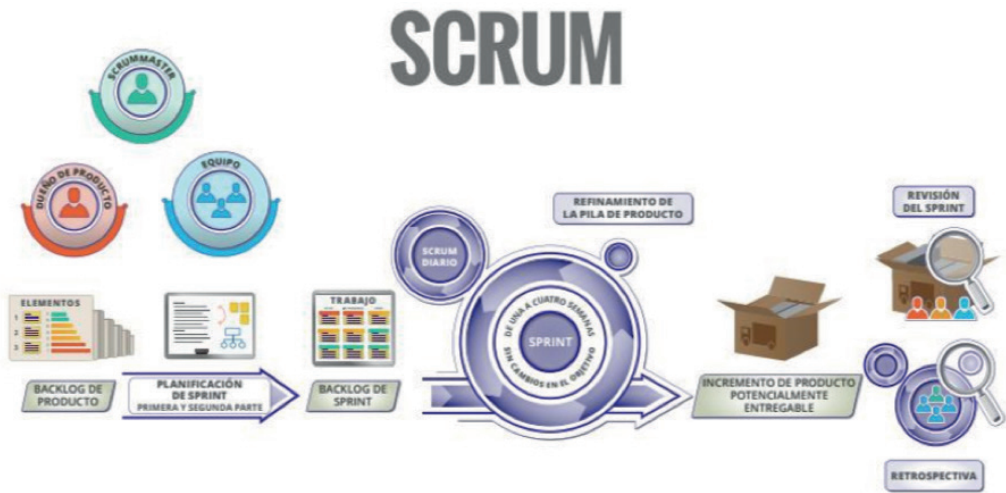 SCRUM
SCRUMMASTER
DUEÑO DE PRODUCTO
EQUIPO
ELEMENTOS
1
2
3
BACKLOG DE
PRODUCTO
PLANIFICACIÓN
DE SPRINT
PRIMERA Y SEGUNDA PARTE
TRABAJO
BACKLOG DE
SPRINT
SCRUM
DIARIO
REFINAMIENTO DE
LA PILA DE PRODUCTO
DE UNA A CUATRO SEMANAS
SPRINT
SIN CAMBIOS EN EL OBJETIVO
INCREMENTO DE PRODUCTO
POTENCIALMENTE
ENTREGABLE
REVISIÓN
DEL SPRINT
RETROSPECTIVA